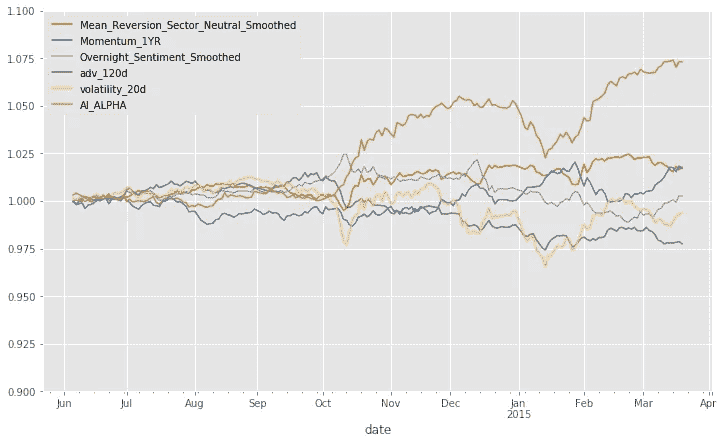 1.100
1.075
1.050
1.025
1.000
0.975
0.950
0.925
0.900
Mean_Reversion_Sector_Neutral_Smoothed
Momentum_1YR
Overnight_Sentiment_Smoothed
adv_120d
volatility_20d
AI_ALPHA
Jun Jul Aug Sep Oct Nov Dec Jan Feb Mar Apr
2015
date